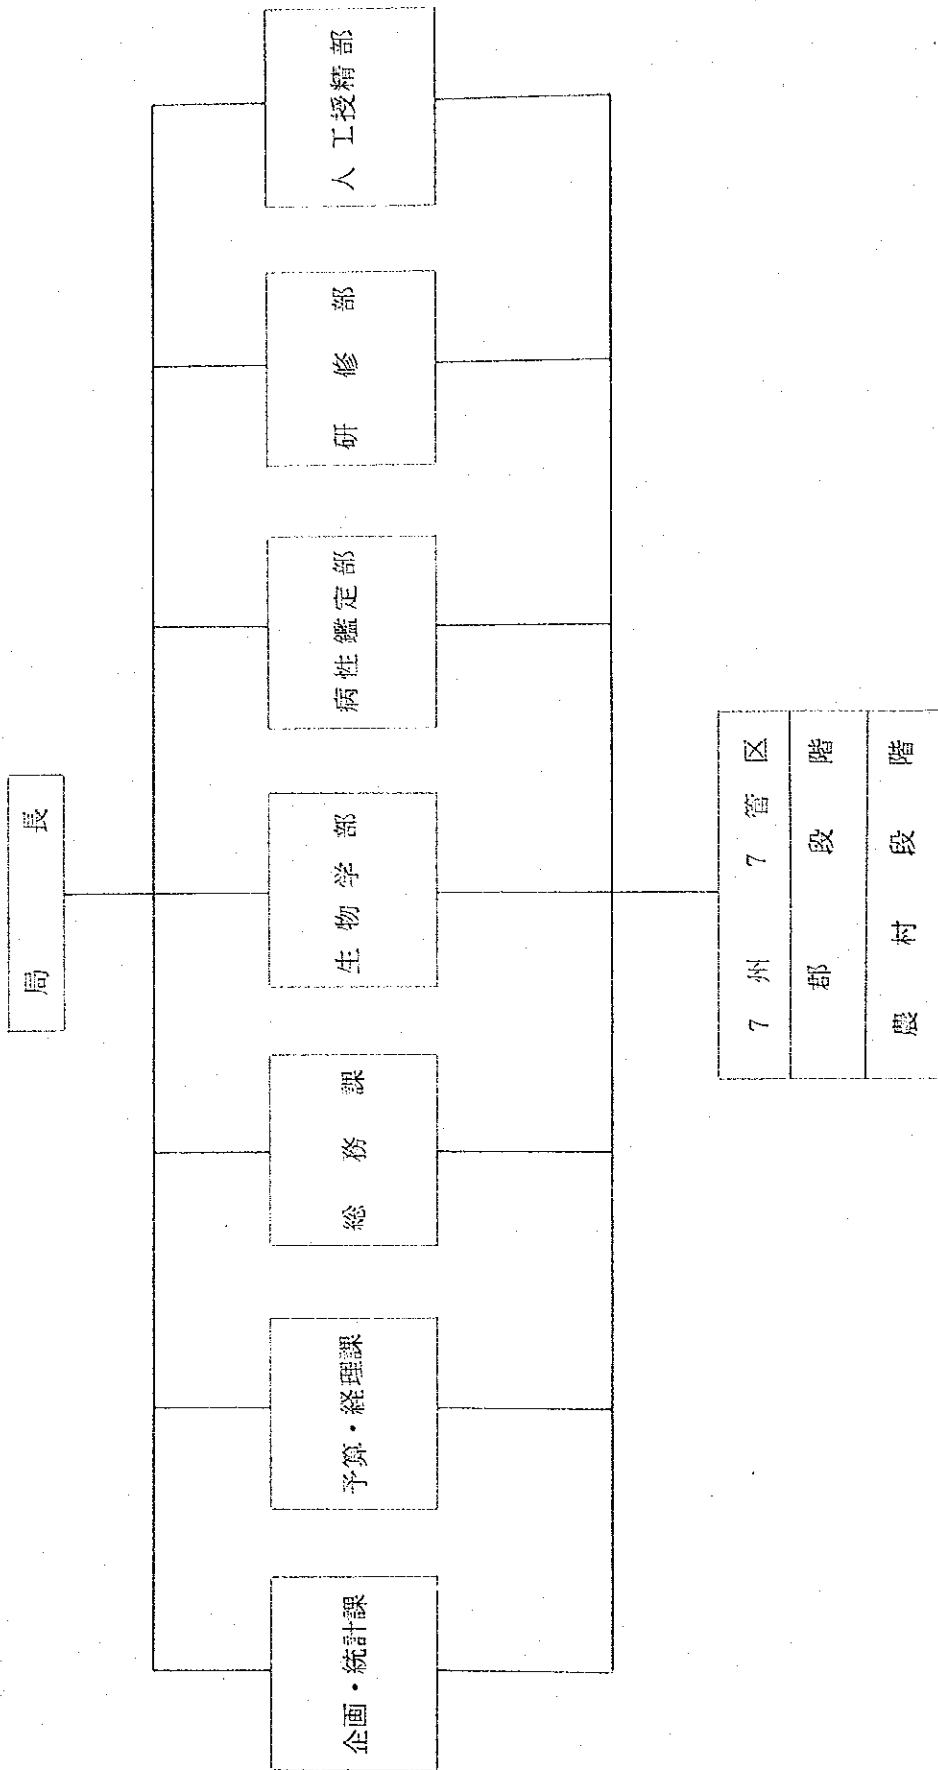 局長
企画・統計課
予算・経理課
総務課
生物学部
病性鑑定部
研修部
人工授精部
7州7管区
郡段階
農村段階